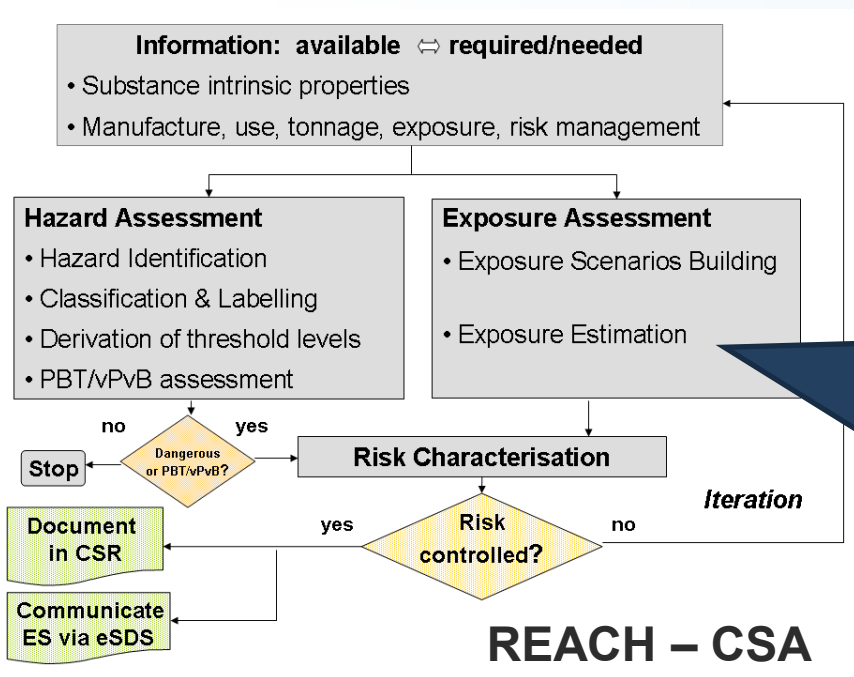 Information: available ⇔ required/needed
• Substance intrinsic properties
• Manufacture, use, tonnage, exposure, risk management
Hazard Assessment
• Hazard Identification
• Classification & Labelling
• Derivation of threshold levels
• PBT/vPvB assessment
Exposure Assessment
• Exposure Scenarios Building
• Exposure Estimation
no
yes
Dangerous
or PBT/vPvB?
Stop
Risk Characterisation
Iteration
Document
in CSR
yes
Risk
controlled?
no
Communicate
ES via eSDS
REACH – CSA